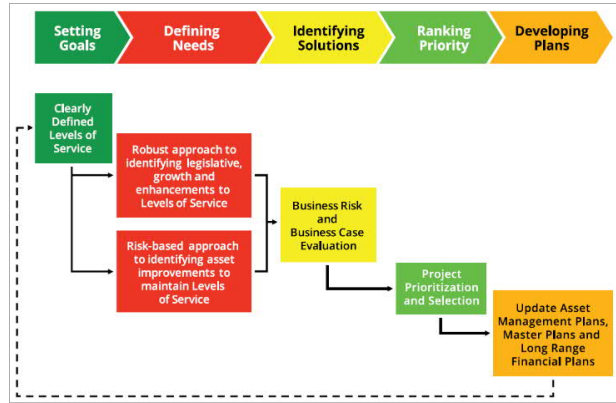 Setting
Goals
Defining
Needs
Identifying
Solutions
Ranking
Priority
Developing
Plans
Clearly
Defined
Levels of
Service
Robust approach to
identifying legislative,
growth and
enhancements to
Levels of Service
Risk-based approach
to identifying asset
improvements to
maintain Levels
of Service
Business Risk
and
Business Case
Evaluation
Project
Prioritization
and Selection
Update Asset
Management Plans,
Master Plans and
Long Range
Financial Plans